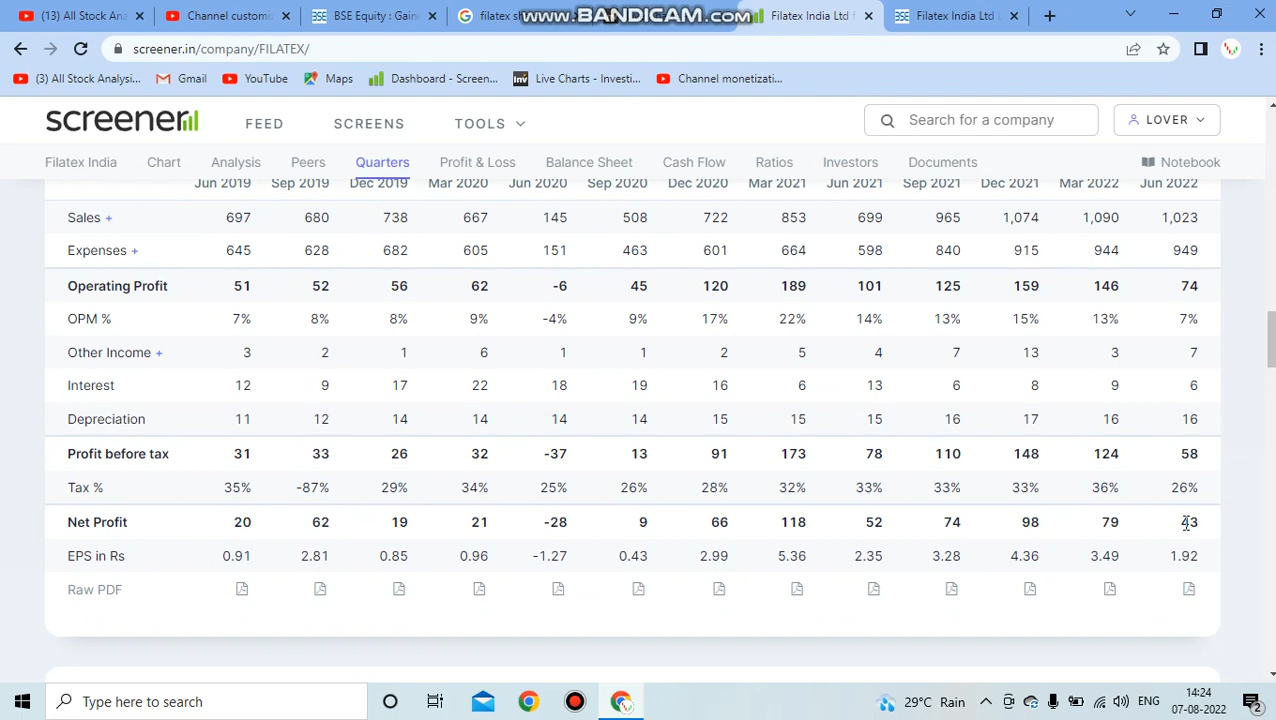 (13) All Stock Ana
Channel custom
BSE Equity : Gaine
filatex s
www.BANDICAM.com
Filatex India Ltd
Filatex India Ltd
screener.in/company/FILATEX/
(3) All Stock Analysi...
Gmail
YouTube
Maps
Dashboard - Screen...
Live Charts - Investi...
Channel monetizati...
screener
FEED
SCREENS
TOOLS
Search for a company
LOVER
Filatex India Chart Analysis Peers Quarters Profit & Loss Balance Sheet Cash Flow Ratios Investors Documents Notebook
Jun 2019 Sep 2019 Dec 2019 Mar 2020 Jun 2020 Sep 2020 Dec 2020 Mar 2021 Jun 2021 Sep 2021 Dec 2021 Mar 2022 Jun 2022
Sales + 697 680 738 667 145 508 722 853 699 965 1,074 1,090 1,023
Expenses + 645 628 682 605 151 463 601 664 598 840 915 944 949
Operating Profit 51 52 56 62 -6 45 120 189 101 125 159 146 74
OPM % 7% 8% 8% 9% -4% 9% 17% 22% 14% 13% 15% 13% 7%
Other Income + 3 2 1 6 1 1 2 5 4 7 13 3 7
Interest 12 9 17 22 18 19 16 6 13 6 8 9 6
Depreciation 11 12 14 14 14 14 15 15 15 16 17 16 16
Profit before tax 31 33 26 32 -37 13 91 173 78 110 148 124 58
Tax % 35% -87% 29% 34% 25% 26% 28% 32% 33% 33% 33% 36% 26%
Net Profit 20 62 19 21 -28 9 66 118 52 74 98 79 43
EPS in Rs 0.91 2.81 0.85 0.96 -1.27 0.43 2.99 5.36 2.35 3.28 4.36 3.49 1.92
Raw PDF
Type here to search
29°C Rain
ENG
14:24
07-08-2022
2